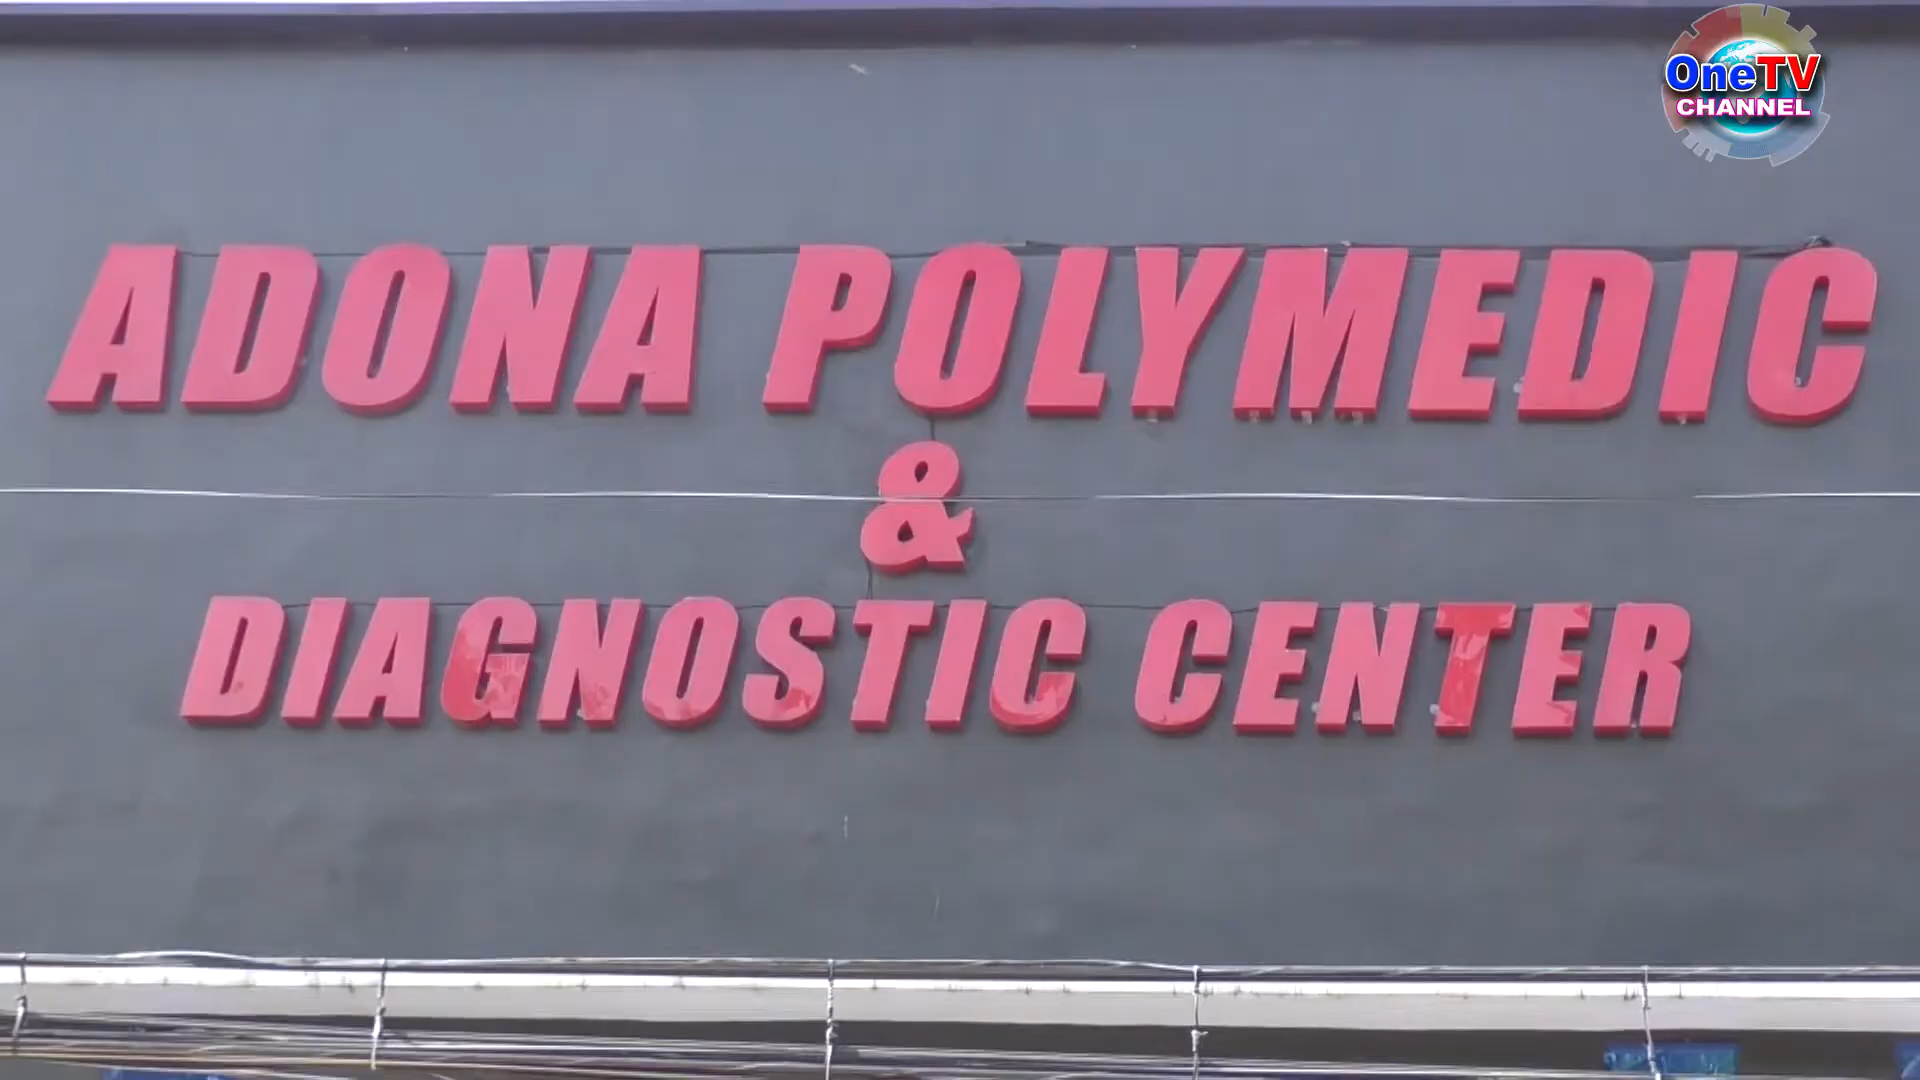 OneTV
CHANNEL
ADONA POLYMEDIC
&
DIAGNOSTIC CENTER